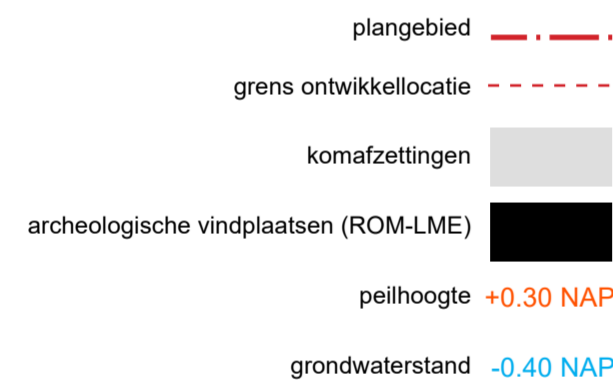 plangebied
grens ontwikkellocatie
komafzettingen
archeologische vindplaatsen (ROM-LME)
peilhoogte +0.30 NAP
grondwaterstand -0.40 NAP